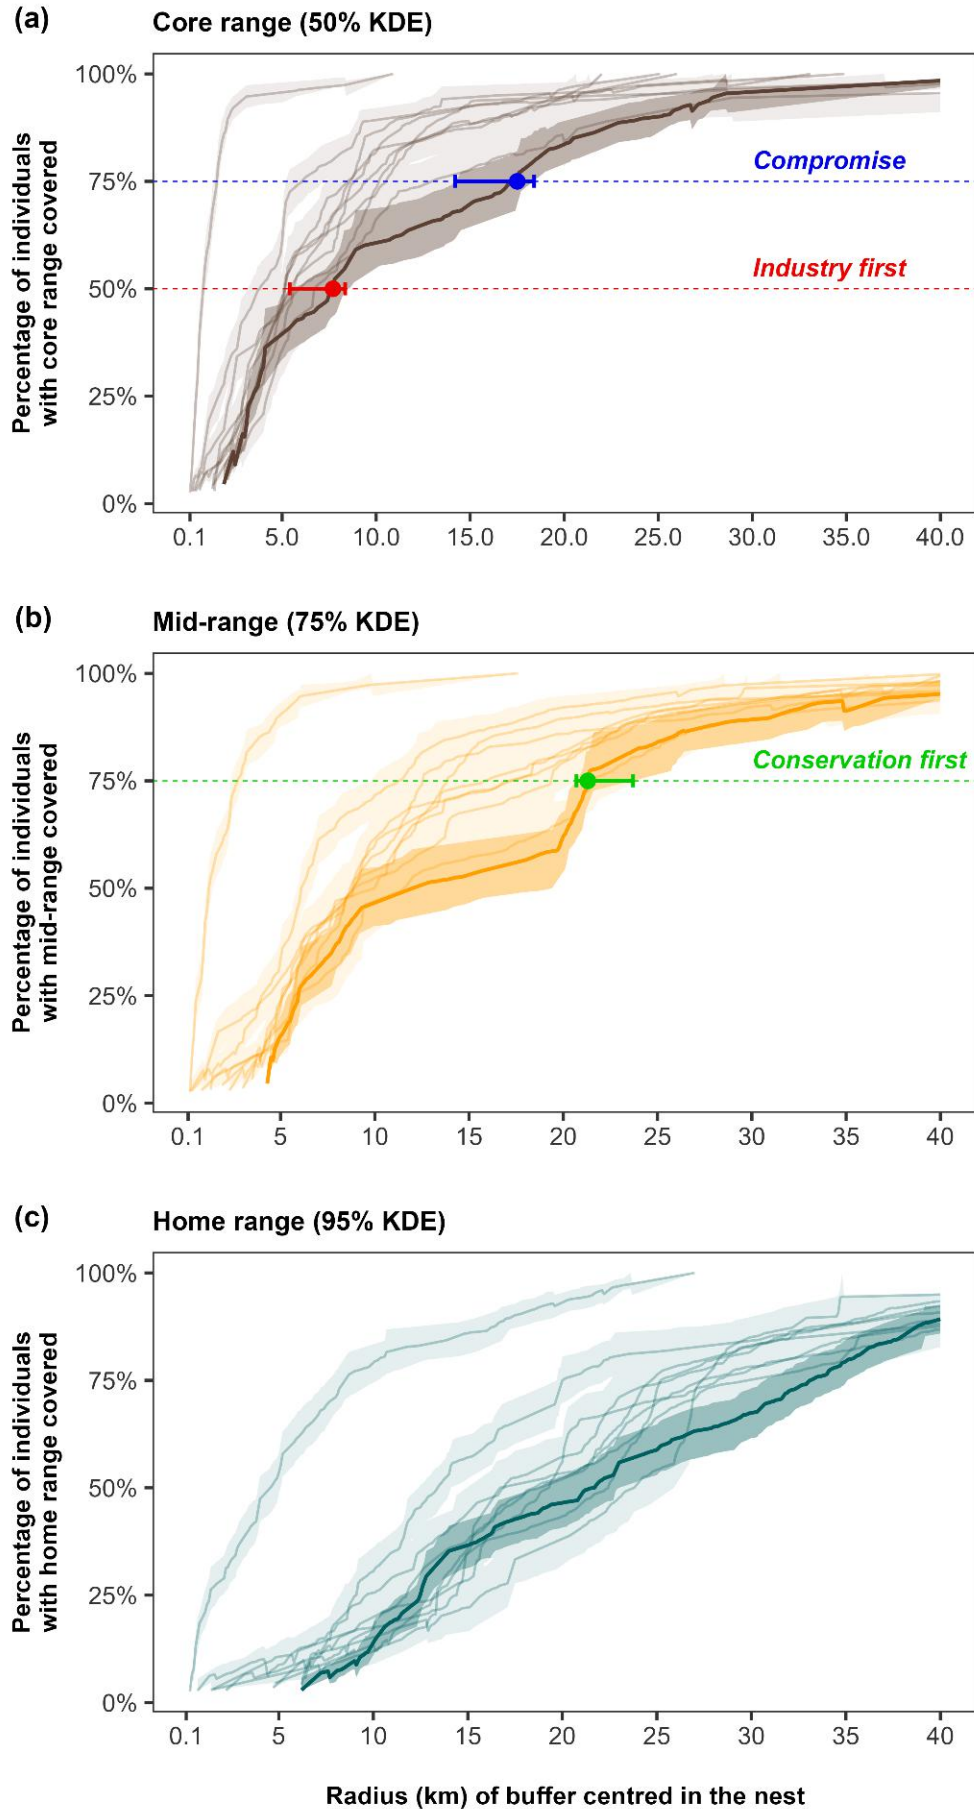 (a)
Core range (50% KDE)
Percentage of individuals
with core range covered
100%
75%
50%
25%
0%
Compromise
Industry first
0.1 5.0 10.0 15.0 20.0 25.0 30.0 15.0 40.0
(b)
Mid-range (75% KDE)
Percentage of individuals
with mid-range covered
100%
75%
50%
25%
0%
Conservation first
0.1 5 10 15 20 25 30 35 40
(c)
Home range (95% KDE)
Percentage of individuals
with home range covered
100%
75%
50%
25%
0%
0.1 5 10 15 20 25 30 35 40
Radius (km) of buffer centred in the nest